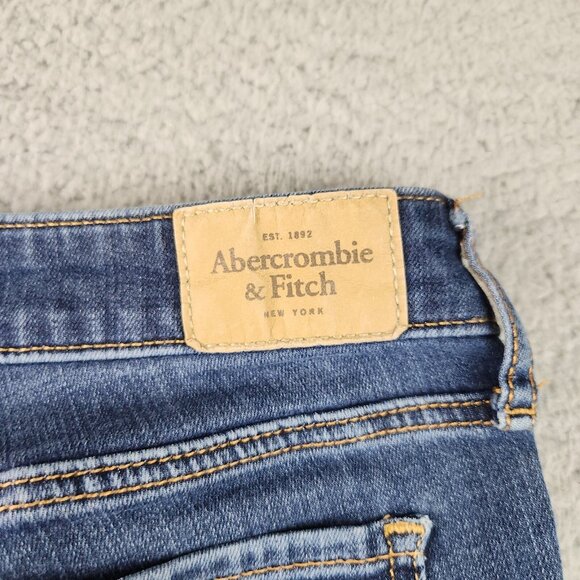 EST. 1892
Abercrombie
& Fitch
NEW YORK